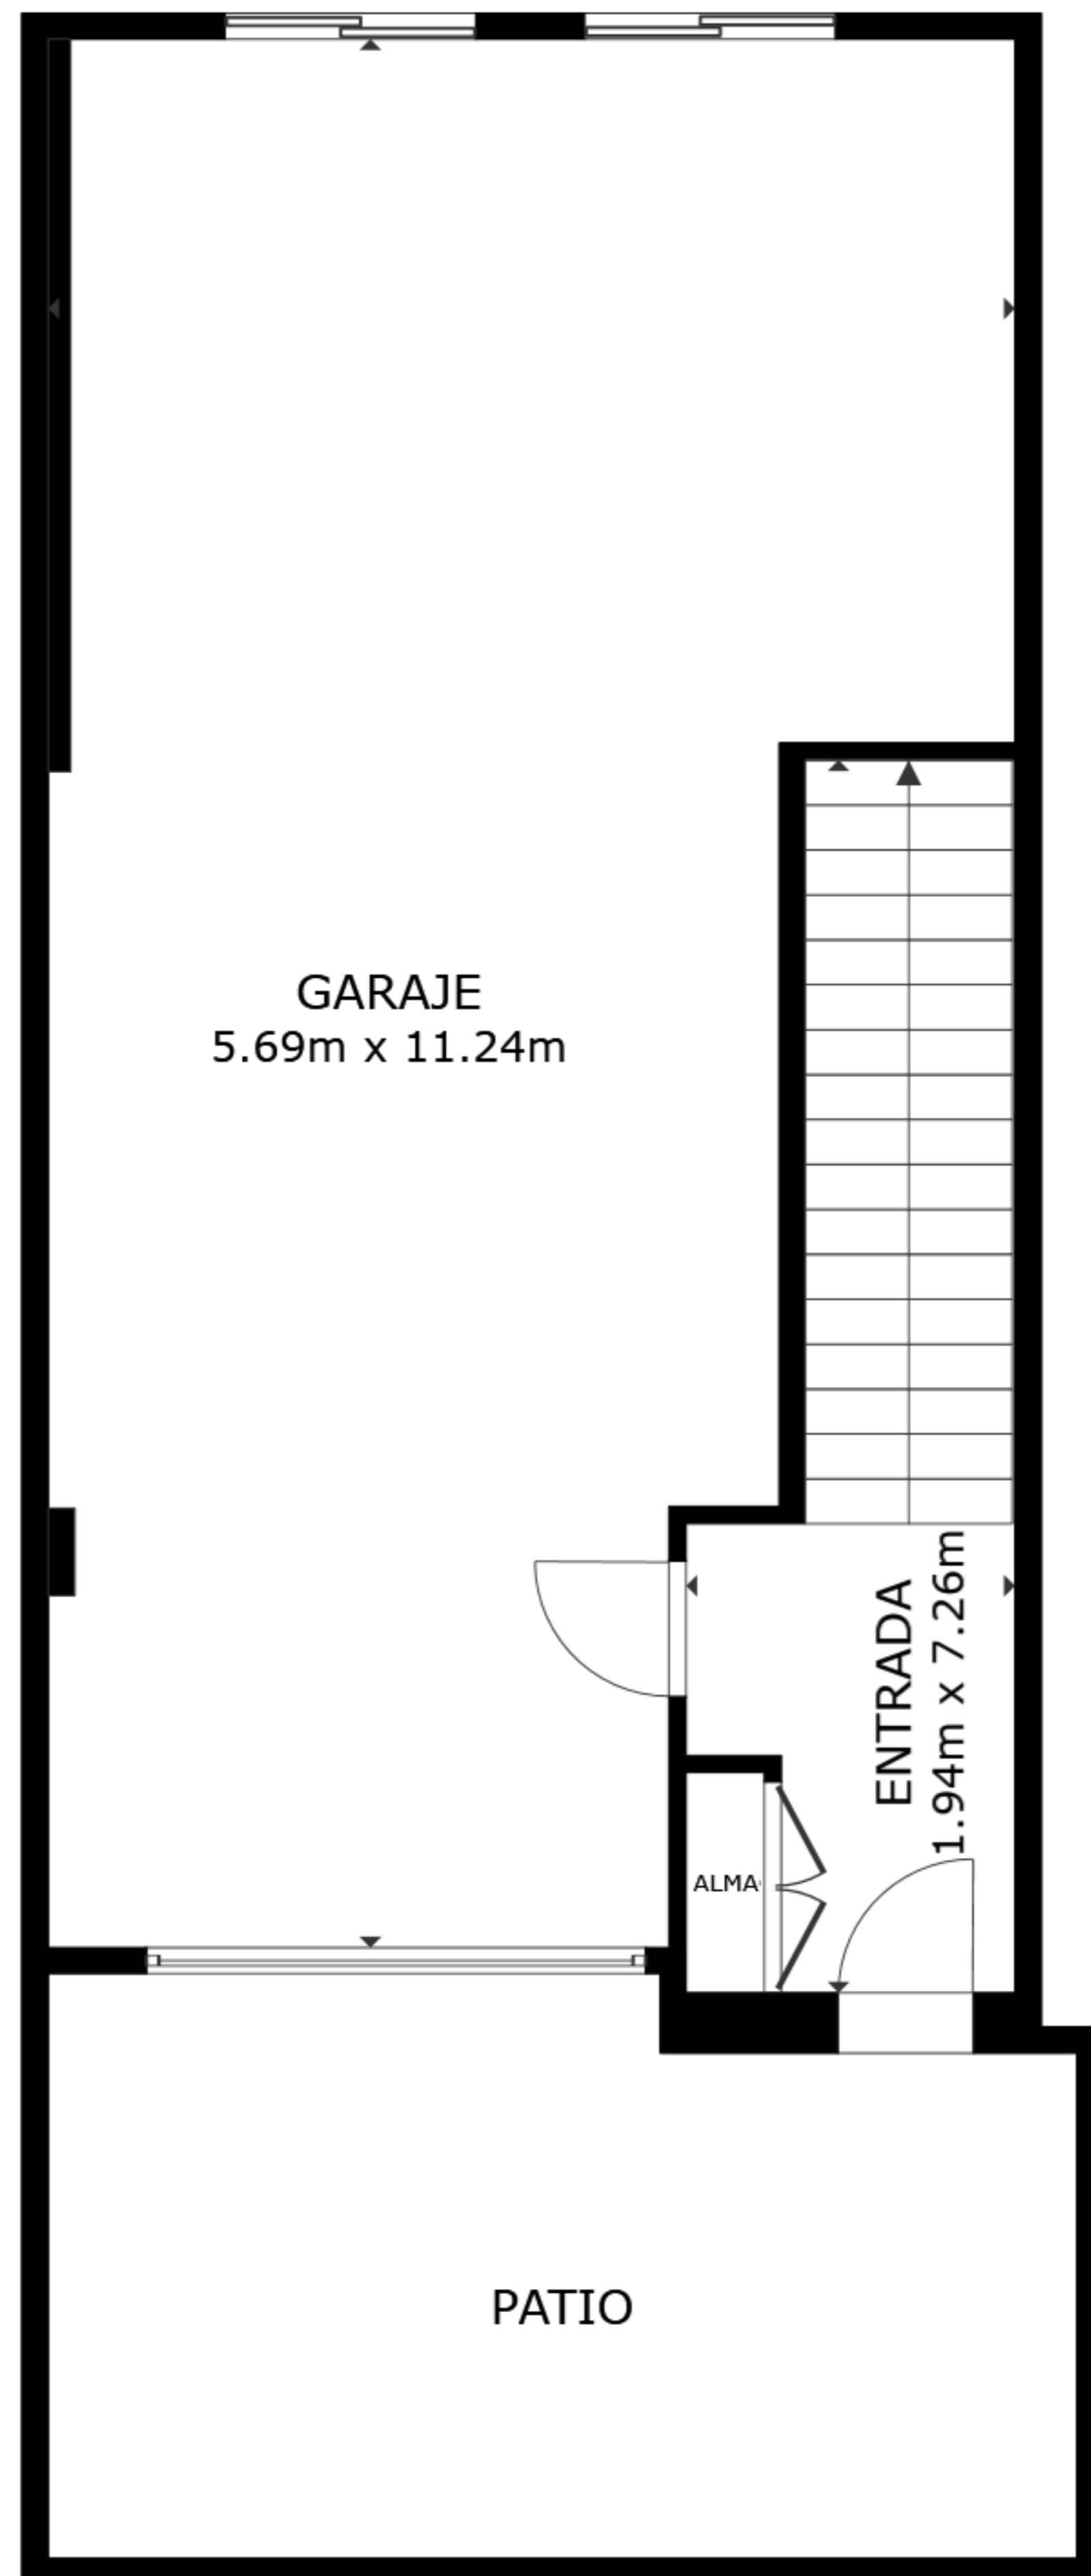 GARAJE
5.69m x 11.24m
ENTRADA
1.94m x 7.26m
ALMA
PATIO